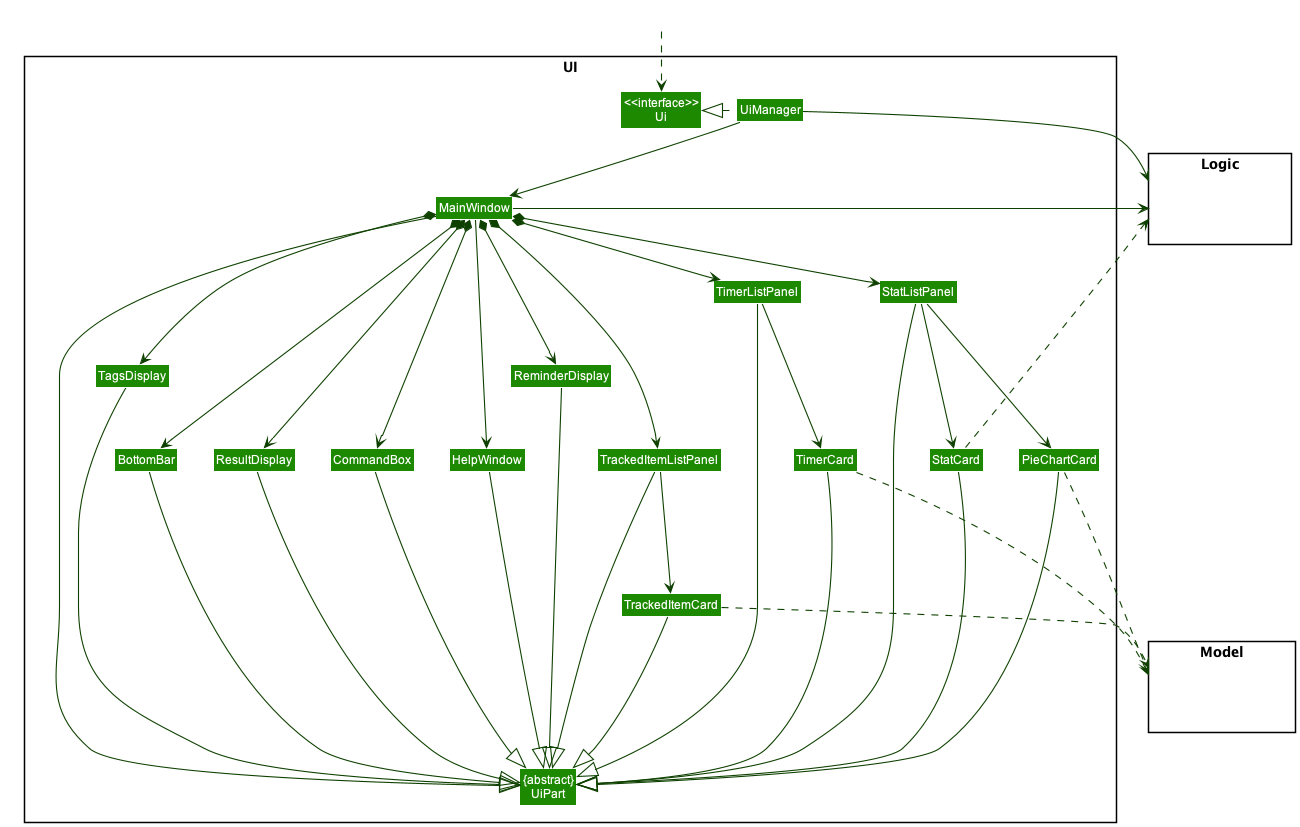 UI
<<interface>>
Ui
UiManager
Logic
MainWindow
TimerListPanel
StatListPanel
TagsDisplay
ReminderDisplay
BottomBar
ResultDisplay
CommandBox
HelpWindow
TrackedItemListPanel
TimerCard
StatCard
PieChartCard
TrackedItemCard
Model
{abstract}
UiPart